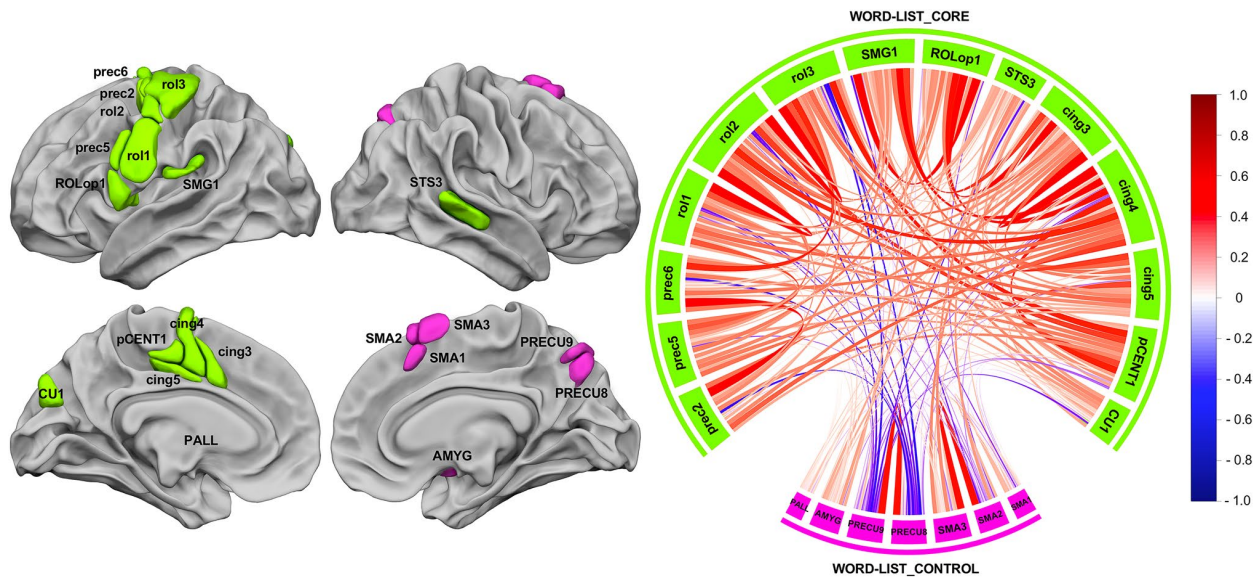 prec6
prec2
rol3
rol2
prec5
rol1
ROLop1
SMG1
STS3
cing4
pCENT1
cing3
cing5
CU1
PALL
SMA2
SMA3
SMA1
PRECU9
PRECU8
AMYG
WORD-LIST_CORE
prec2
prec5
prec6
rol1
rol2
rol3
SMG1
ROLop1
STS3
cing3
cing4
cing5
pCENT1
CU1
PALL
AMYG
PRECU9
PRECU8
SMA3
SMA2
SMA1
WORD-LIST_CONTROL
1.0
0.8
0.6
0.4
0.2
0
- 0.2
- 0.4
- 0.6
- 0.8
- 1.0